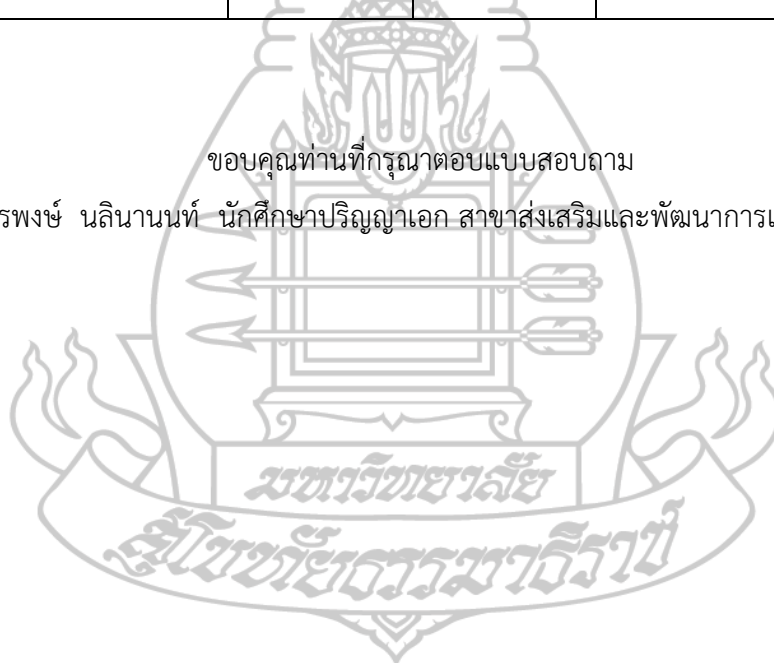 ขอบคุณท่านที่กรุณาตอบแบบสอบถาม
รพงษ์ นลินานนท์ นักศึกษาปริญญาเอก สาขาส่งเสริมและพัฒนาการเ
มหาวิทยาลัย
สุโขทัยธรรมาธิราช